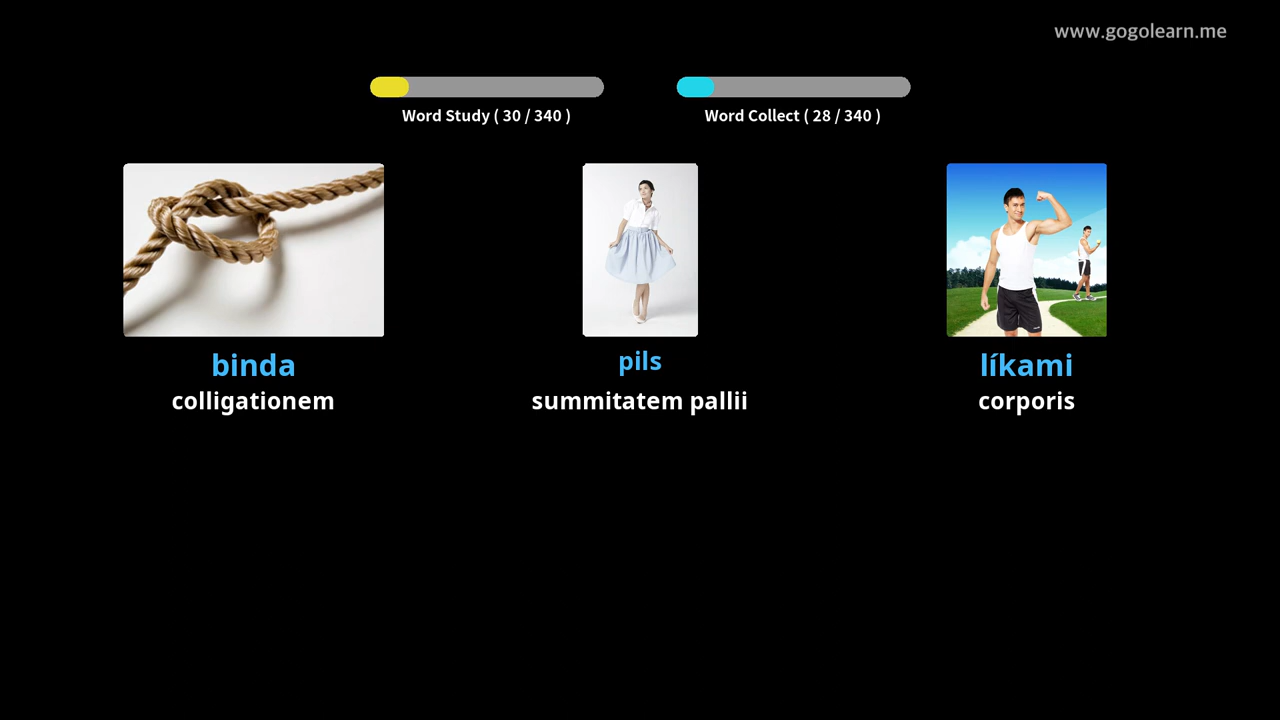 www.gogolearn.me
Word Study ( 30 / 340 )
Word Collect ( 28 / 340 )
binda
colligationem
pils
summitatem pallii
líkami
corporis